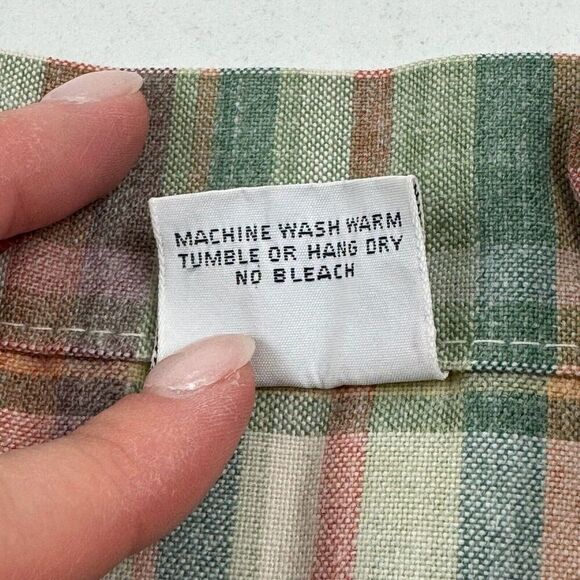 MACHINE WASH WARM
TUMBLE OR HANG DRY
NO BLEACH